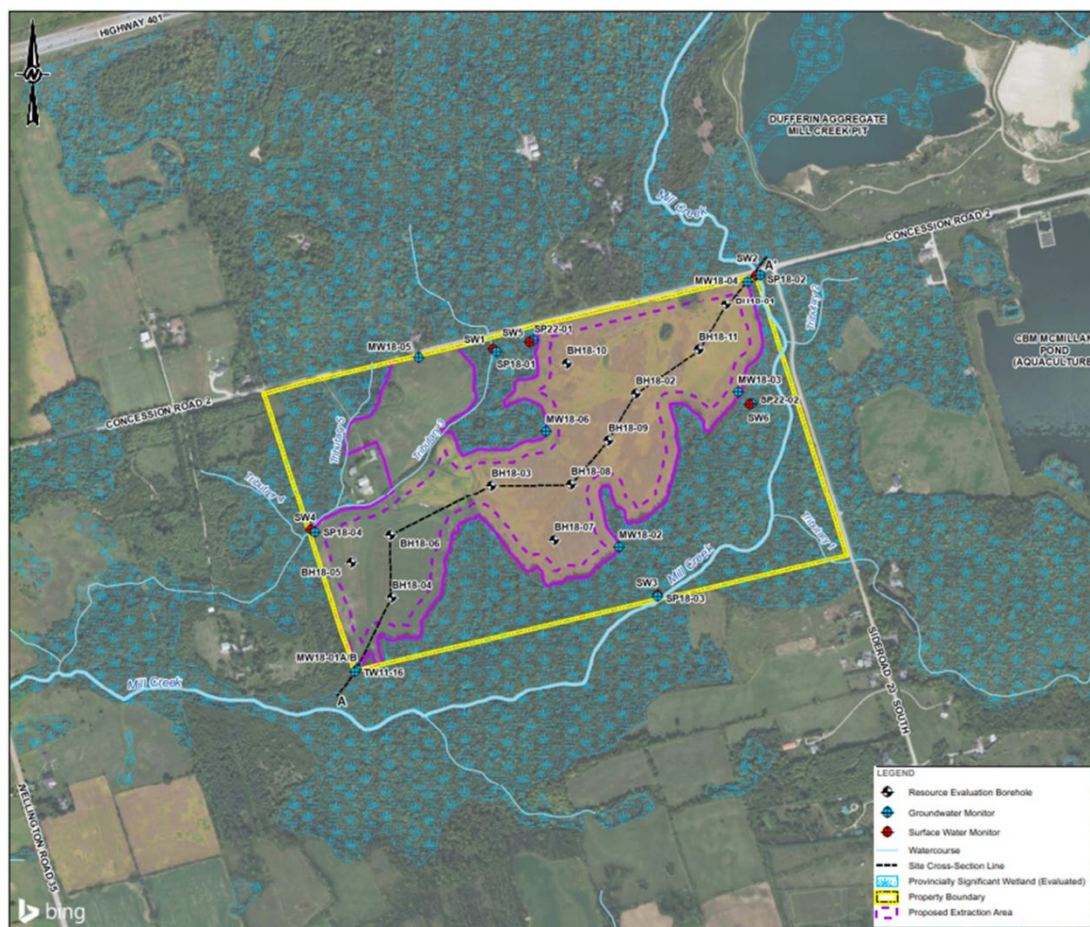 HIGHWAY 401
N
DUFFERIN AGGREGATE
MILL CREEK PIT
Mill Creek
CONCESSION ROAD 2
SW2
A'
MW18-04
SP18-02
BH18-01
Tributary 2
CBM MCMILLAN
POND
(AQUACULTURE)
SW5
SP22-01
SW1
MW18-05
SP18-01
BH18-10
BH18-11
BH18-02
MW18-03
SP22-02
SW6
CONCESSION ROAD 2
Tributary 5
Tributary 3
MW18-06
BH18-09
Tributary 4
BH18-03
BH18-08
SW4
SP18-04
BH18-06
BH18-07
MW18-02
Tributary 1
BH18-05
BH18-04
SW3
Mill Creek
SP18-03
MW18-01A/B
TW11-16
Mill Creek
A
SIDEROAD 20 SOUTH
WELLINGTON ROAD 35
LEGEND
Resource Evaluation Borehole
Groundwater Monitor
Surface Water Monitor
Watercourse
Site Cross-Section Line
Provincially Significant Wetland (Evaluated)
Property Boundary
Proposed Extraction Area
bing